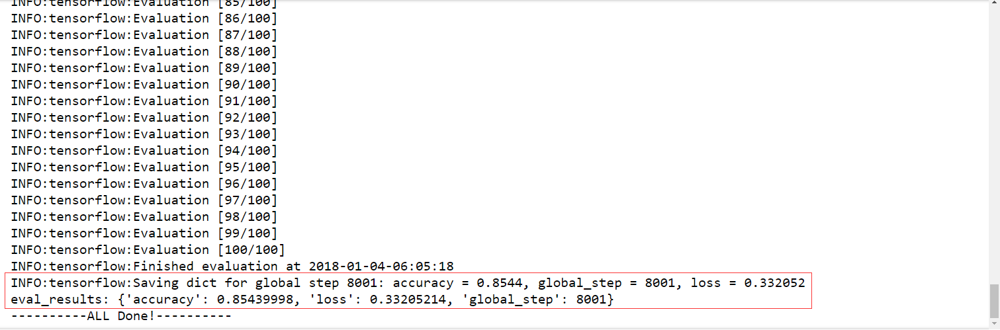 INFO:tensorflow:Evaluation [85/100]
INFO:tensorflow:Evaluation [86/100]
INFO:tensorflow:Evaluation [87/100]
INFO:tensorflow:Evaluation [88/100]
INFO:tensorflow:Evaluation [89/100]
INFO:tensorflow:Evaluation [90/100]
INFO:tensorflow:Evaluation [91/100]
INFO:tensorflow:Evaluation [92/100]
INFO:tensorflow:Evaluation [93/100]
INFO:tensorflow:Evaluation [94/100]
INFO:tensorflow:Evaluation [95/100]
INFO:tensorflow:Evaluation [96/100]
INFO:tensorflow:Evaluation [97/100]
INFO:tensorflow:Evaluation [98/100]
INFO:tensorflow:Evaluation [99/100]
INFO:tensorflow:Evaluation [100/100]
INFO:tensorflow:Finished evaluation at 2018-01-04-06:05:18
INFO:tensorflow:Saving dict for global step 8001: accuracy = 0.8544, global_step = 8001, loss = 0.332052
eval_results: {'accuracy': 0.85439998, 'loss': 0.33205214, 'global_step': 8001}
----------ALL Done!----------